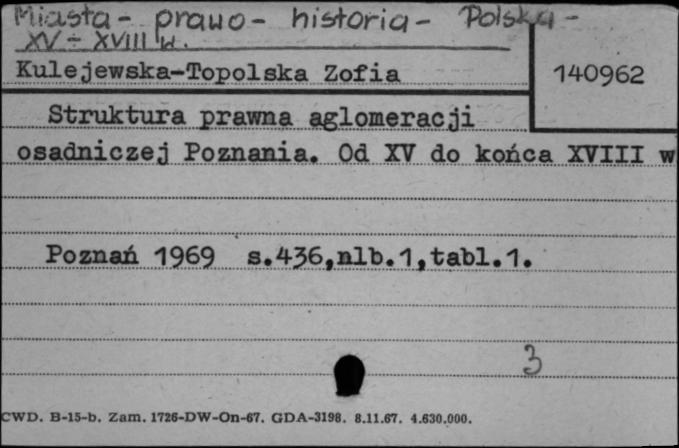 Miasta - prawo - historia - Polska -
XV - XVIII w.
Kulejewska-Topolska Zofia
140962
Struktura prawna aglomeracji
osadniczej Poznania. Od XV do końca XVIII w
Poznań 1969 s.436,nlb.1,tabl.1.
3
CWD. B-15-b. Zam. 1726-DW-On-67. GDA-3198. 8.11.67. 4.630.000.